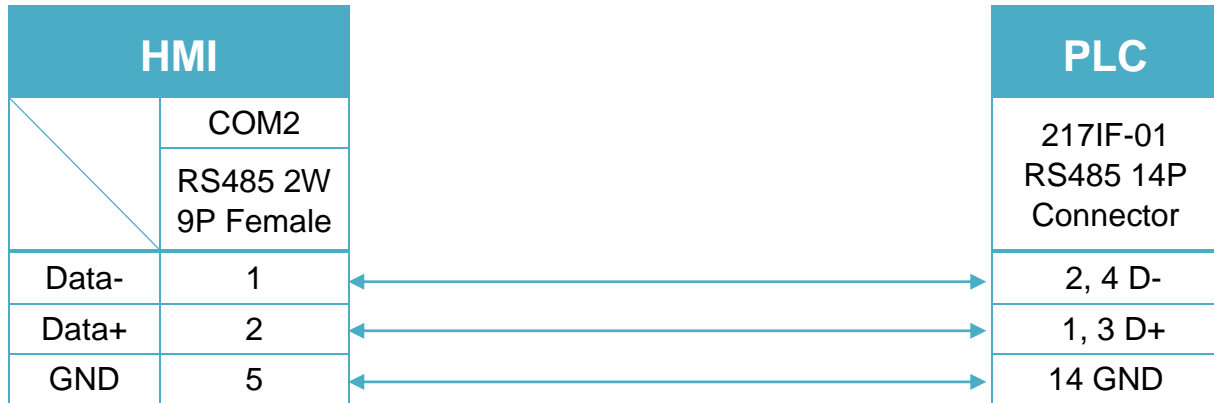 HMI
PLC
COM2
217IF-01
RS485 14P
Connector
RS485 2W
9P Female
Data- 1 2, 4 D-
Data+ 2 1, 3 D+
GND 5 14 GND